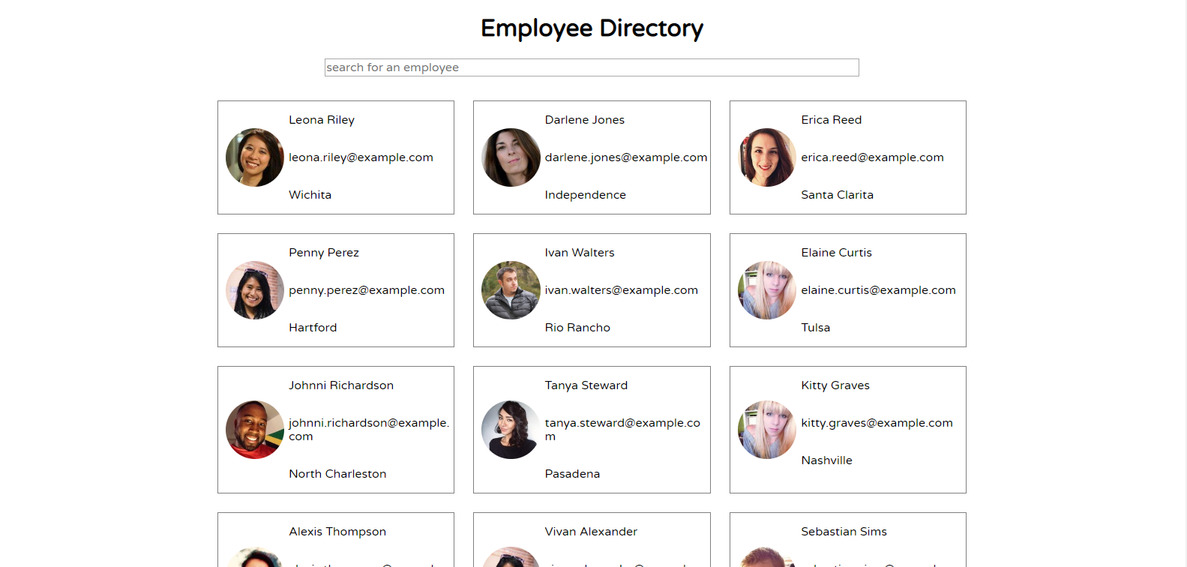 Employee Directory
search for an employee
Leona Riley
leona.riley@example.com
Wichita
Darlene Jones
darlene.jones@example.com
Independence
Erica Reed
erica.reed@example.com
Santa Clarita
Penny Perez
penny.perez@example.com
Hartford
Ivan Walters
ivan.walters@example.com
Rio Rancho
Elaine Curtis
elaine.curtis@example.com
Tulsa
Johnni Richardson
johnni.richardson@example.
com
North Charleston
Tanya Steward
tanya.steward@example.co
m
Pasadena
Kitty Graves
kitty.graves@example.com
Nashville
Alexis Thompson
Vivan Alexander
Sebastian Sims